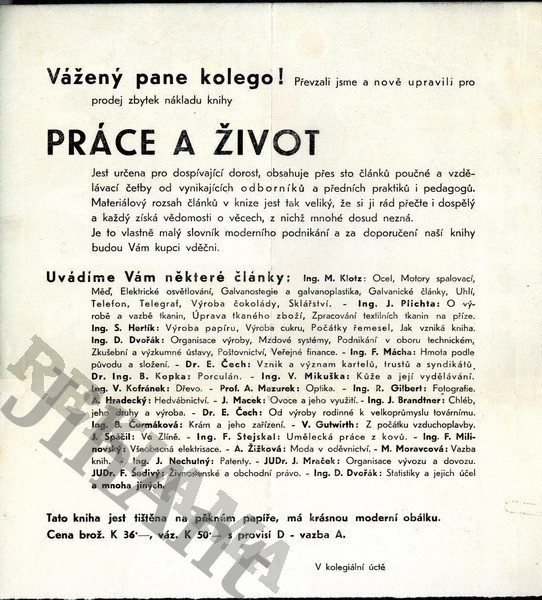 Vážený pane kolego! Převzali jsme a nově upravili pro
prodej zbytek nákladu knihy
PRÁCE A ŽIVOT
Jest určena pro dospívající dorost, obsahuje přes sto článků poučné a vzdě-
lávací četby od vynikajících odborníků a předních praktiků i pedagogů.
Materiálový rozsah článků v knize jest tak veliký, že si ji rád přečte i dospělý
a každý získá vědomosti o věcech, z nichž mnohé dosud nezná.
Je to vlastně malý slovník moderního podnikání a za doporučení naší knihy
budou Vám kupci vděčni.
Uvádíme Vám některé články: Ing. M. Klotz: Ocel, Motory spalovací,
Měď, Elektrické osvětlování, Galvanostegie a galvanoplastika, Galvanické články, Uhlí,
Telefon, Telegraf, Výroba čokolády, Sklářství. - Ing. J. Plichta: O vý-
robě a vazbě tkanin, Úprava tkaného zboží, Zpracování textilních tkanin na příze.
Ing. S. Hertík: Výroba papíru, Výroba cukru, Počátky řemesel, Jak vzniká kniha.
Ing. D. Dvořák: Organisace výroby, Mzdové systémy, Podnikání v oboru technickém,
Zkušební a výzkumné ústavy, Poštovnictví, Veřejné finance. - Ing. F. Mácha: Hmota podle
původu a složení. - Dr. E. Čech: Vznik a význam kartelů, trustů a syndikátů,
Dr. Ing. B. Kopka: Porculán. - Ing. V. Mikuška: Kůže a její vydělávání.
Ing. V. Kofránek: Dřevo. - Prof. A. Mazurek: Optika. - Ing. R. Gilbert: Fotografie.
A. Hradecký: Hedvábnictví. - J. Macek: Ovoce a jeho využití. - Ing. J. Brandtner: Chléb,
jeho druhy a výroba. - Dr. E. Čech: Od výroby rodinné k velkoprůmyslu továrnímu.
Ing. B. Čermáková: Krám a jeho zařízení. - V. Gutwirth: Z počátku vzduchoplavby.
J. Spáčil: Ve Zlíně. - Ing. F. Stejskal: Umělecká práce z kovů. - Ing. F. Mili-
novský: Všeobecná elektrisace. - A. Žižková: Moda v oděvnictví. - M. Moravcová: Vazba
knih. - Ing. J. Nechulný: Patenty. - JUDr. J. Mraček: Organisace vývozu a dovozu.
JUDr. F. Šedivý: Živnostenské a obchodní právo. - Ing. D. Dvořák: Statistiky a jejich účel
a mnoha jiných.
Tato kniha jest tištěna na pěkném papíře, má krásnou moderní obálku.
Cena brož. K 36·—, váz. K 50·— s provisí D - vazba A.
V kolegiální úctě